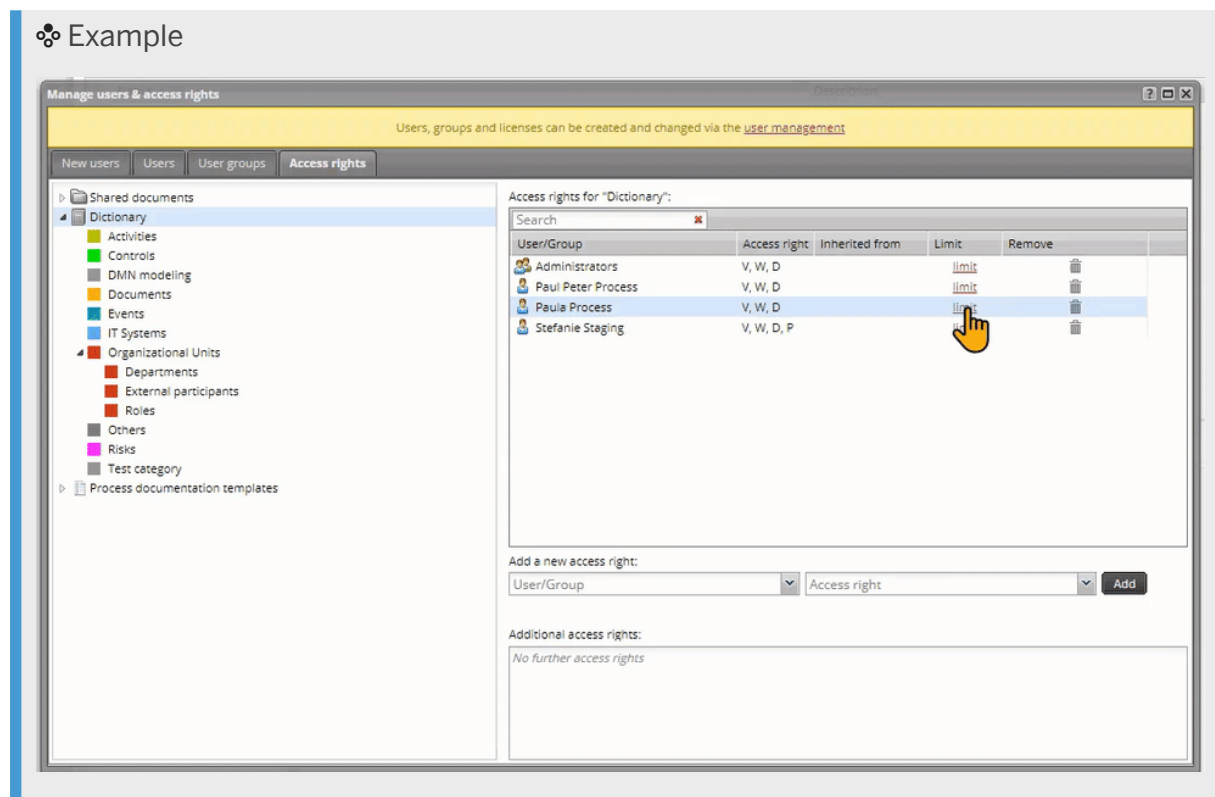 Example
Manage users & access rights
Description
Users, groups and licenses can be created and changed via the user management
New users Users User groups Access rights
Shared documents
Dictionary
Activities
Controls
DMN modeling
Documents
Events
IT Systems
Organizational Units
Departments
External participants
Roles
Others
Risks
Test category
Process documentation templates
Access rights for "Dictionary":
Search
User/Group Access right Inherited from Limit Remove
Administrators V, W, D limit
Paul Peter Process V, W, D limit
Paula Process V, W, D limit
Stefanie Staging V, W, D, P
Add a new access right:
User/Group Access right Add
Additional access rights:
No further access rights